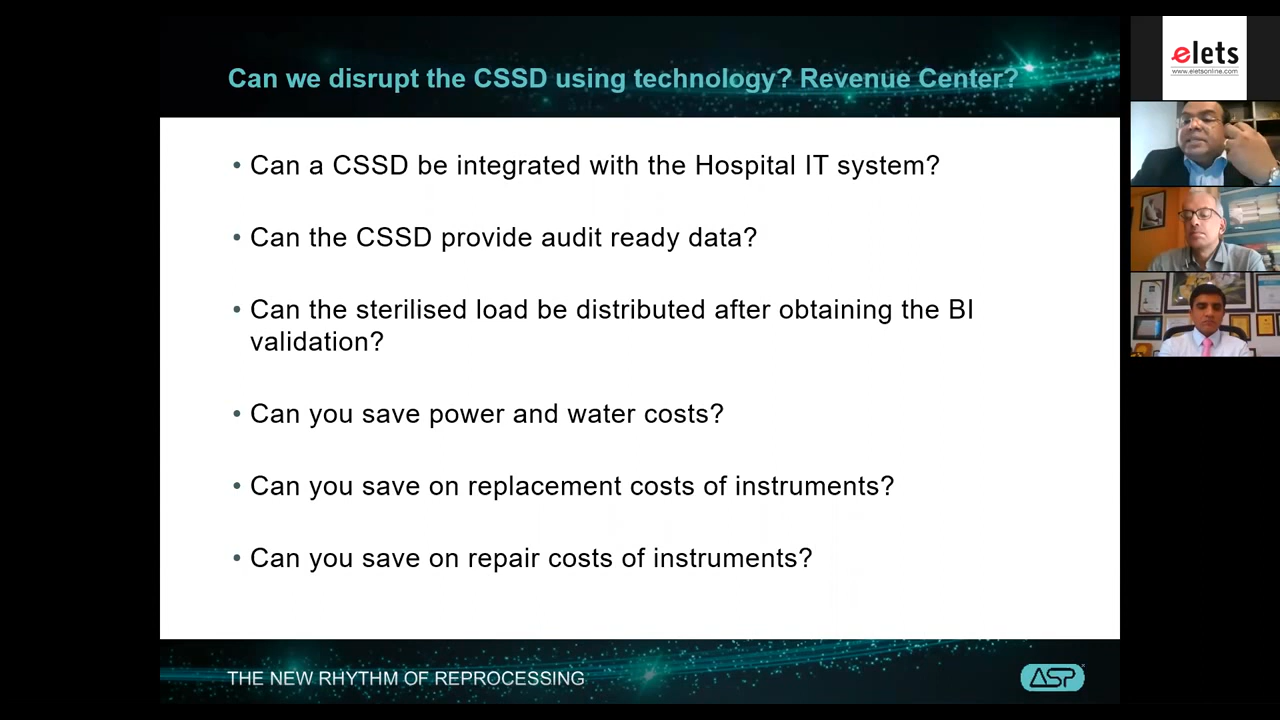 Can we disrupt the CSSD using technology? Revenue Center?
• Can a CSSD be integrated with the Hospital IT system?
• Can the CSSD provide audit ready data?
• Can the sterilised load be distributed after obtaining the BI
validation?
• Can you save power and water costs?
• Can you save on replacement costs of instruments?
• Can you save on repair costs of instruments?
THE NEW RHYTHM OF REPROCESSING
ASP
elets
www.eletsonline.com